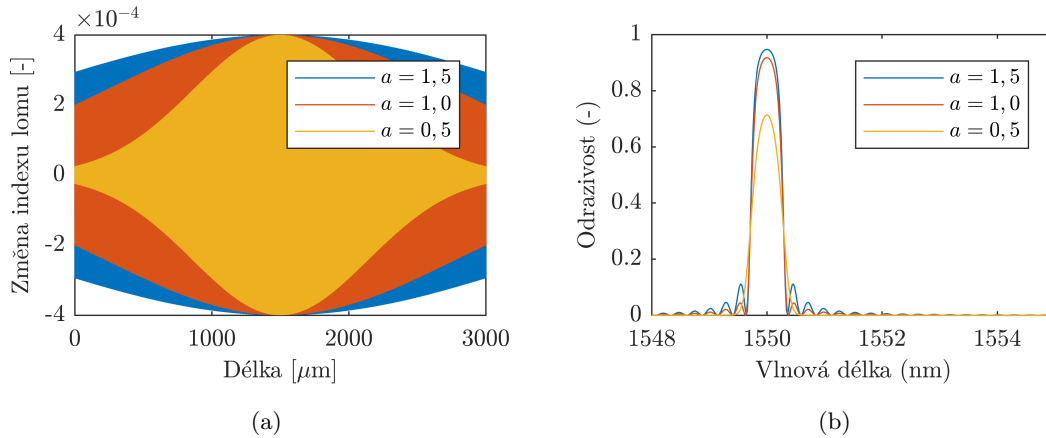 ×10⁻⁴
4
2
0
-2
-4
0
1000
2000
3000
Změna indexu lomu [-]
Délka [μm]
a = 1, 5
a = 1, 0
a = 0, 5
(a)
1
0.8
0.6
0.4
0.2
0
1548
1550
1552
1554
Odrazivost (-)
Vlnová délka (nm)
a = 1, 5
a = 1, 0
a = 0, 5
(b)